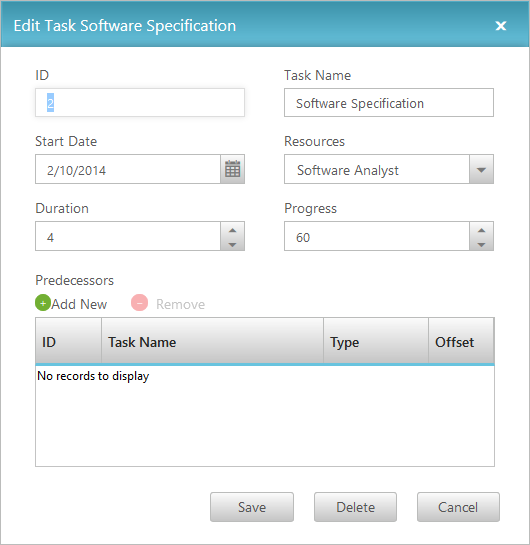 Edit Task Software Specification
ID
Task Name
2
Software Specification
Start Date
Resources
2/10/2014
Software Analyst
Duration
Progress
4
60
Predecessors
Add New Remove
ID Task Name Type Offset
No records to display
Save Delete Cancel